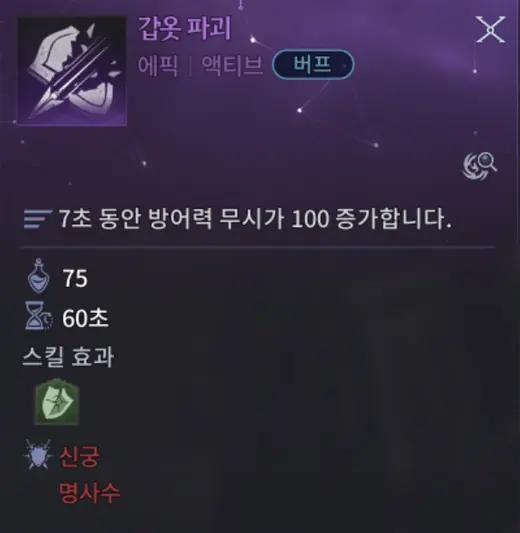 갑옷 파괴
에픽 | 액티브 버프
7초 동안 방어력 무시가 100 증가합니다.
75
60초
스킬 효과
신궁
명사수